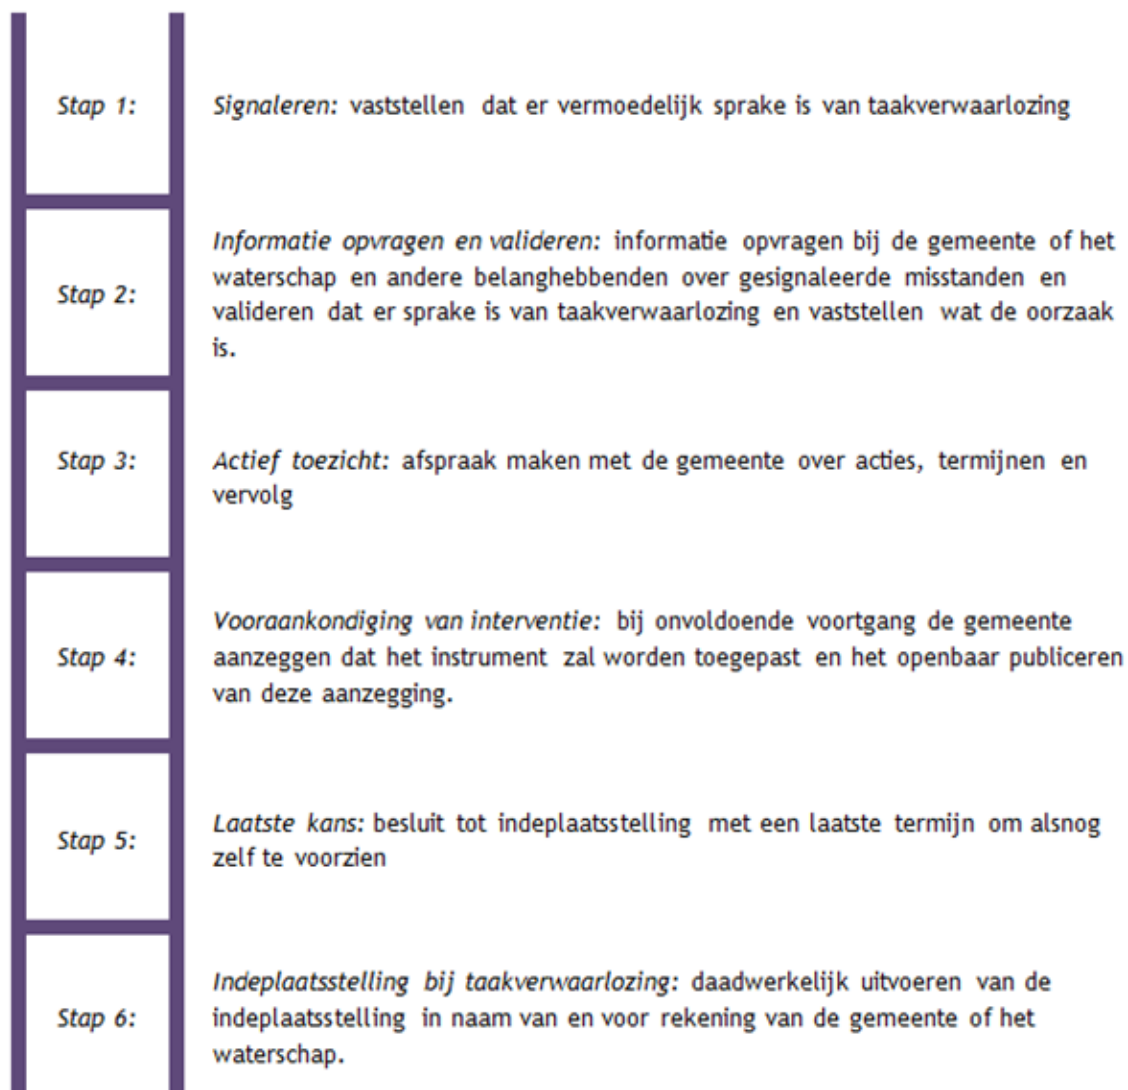 Stap 1: Signaleren: vaststellen dat er vermoedelijk sprake is van taakverwaarlozing
Informatie opvragen en valideren: informatie opvragen bij de gemeente of het
waterschap en andere belanghebbenden over gesignaleerde misstanden en
Stap 2:
valideren dat er sprake is van taakverwaarlozing en vaststellen wat de oorzaak
is.
Stap 3: Actief toezicht: afspraak maken met de gemeente over acties, termijnen en
vervolg
Vooraankondiging van interventie: bij onvoldoende voortgang de gemeente
Stap 4: aanzeggen dat het instrument zal worden toegepast en het openbaar publiceren
van deze aanzegging.
Laatste kans: besluit tot indeplaatsstelling met een laatste termijn om alsnog
Stap 5:
zelf te voorzien
Indeplaatsstelling bij taakverwaarlozing: daadwerkelijk uitvoeren van de
Stap 6: indeplaatsstelling in naam van en voor rekening van de gemeente of het
waterschap.